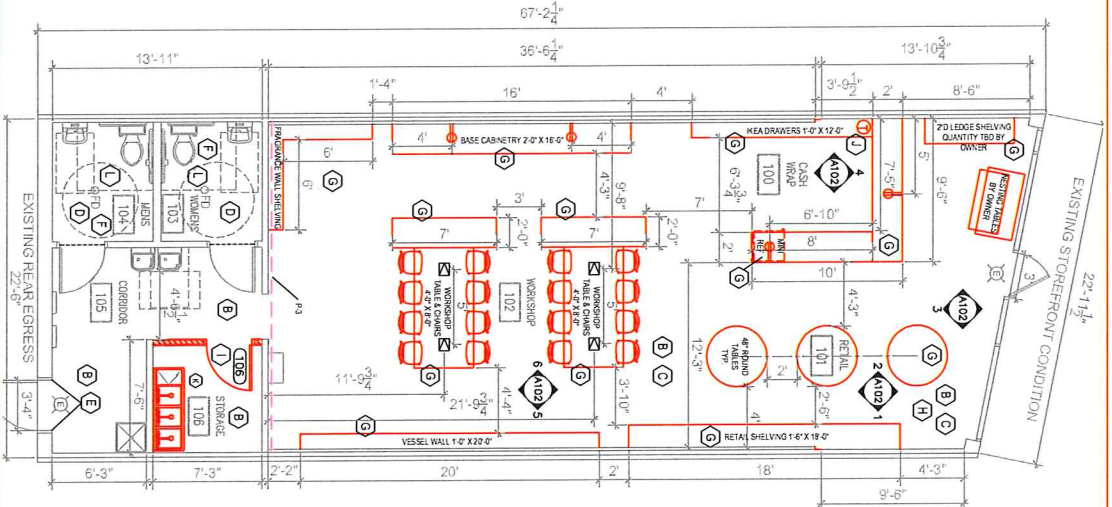 67'-2 1/4"
36'-6 1/4"
13'-10 3/4"
13'-11"
1'-4"
16'
4'
3'-9 1/2"
2'
8'-6"
4'
BASE CABINETRY 2'-0" X 16'-0"
4'
IKEA DRAWERS 1'-0" X 12'-0"
T
2'D LEDGE SHELVING
QUANTITY TBD BY
OWNER
G
FRAGRANCE WALL SHELVING
6'
6'
G
G
G
J
7'-5"
5'
9'-6"
F
F
L
L
FD
FD
D
D
F
MENS
104
WOMENS
103
4'-3"
9'-8"
6'-3 3/4"
100
CASH
WRAP
A102
4
NESTING TABLES
BY OWNER
EXISTING STOREFRONT CONDITION
22'-11 1/2"
3'
E
EXISTING REAR EGRESS
22'-6"
G
3'
G
7'
2'-0"
7'
2'-0"
7'
6'-10"
2'
MINI
REF
8'
10'
G
G
CORRIDOR
105
B
P-3
WORKSHOP
TABLE & CHAIRS
4'-0" X 8'-0"
5'
WORKSHOP
102
WORKSHOP
TABLE & CHAIRS
4'-0" X 8'-0"
5'
4'-3"
A102
3
I
106
K
STORAGE
106
B
7'-6"
B
E
E
3'-4"
11'-9 3/4"
21'-9 3/4"
G
4'-4"
A102
6
5
G
3'-10"
B
C
12'-3"
48" ROUND
TABLES
TYP.
2'
RETAIL
101
G
2'-6"
4'
A102
2
1
B
H
C
G
VESSEL WALL 1'-0" X 20'-0"
G
RETAIL SHELVING 1'-6" X 18'-0"
6'-3"
7'-3"
2'-2"
20'
2'
18'
4'-3"
9'-6"